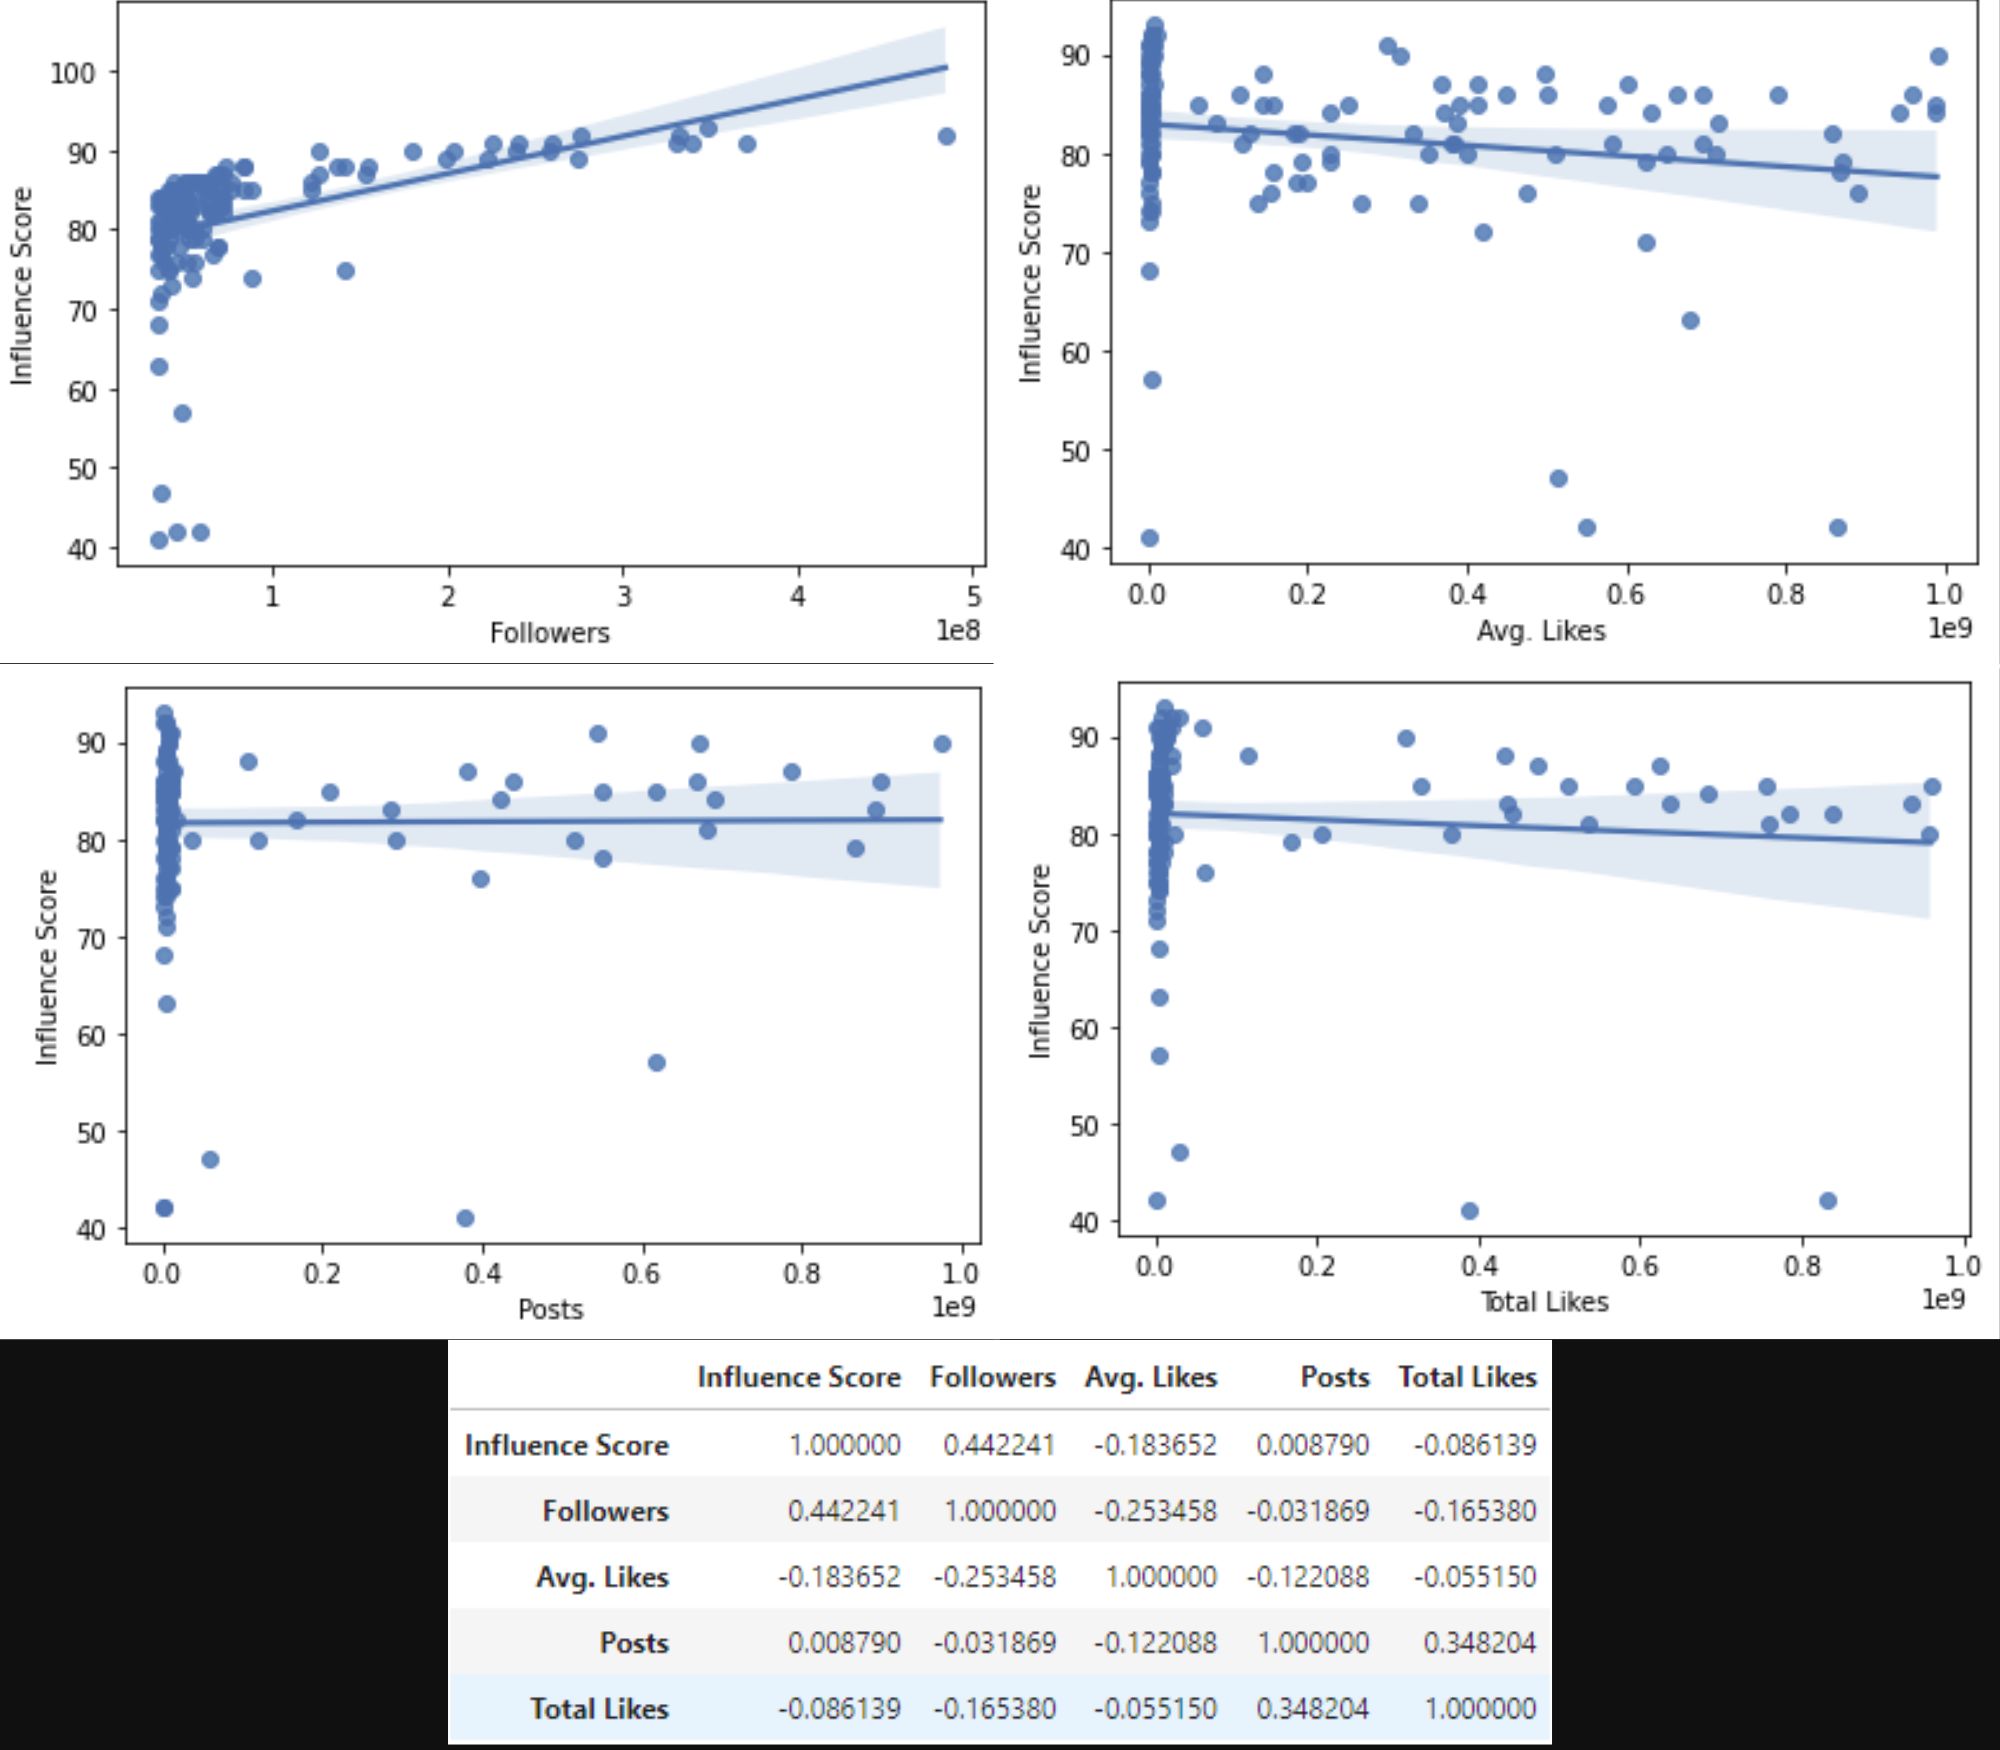 100
90
80
70
60
50
40
Influence Score
1 2 3 4 5
Followers 1e8
90
80
70
60
50
40
Influence Score
0.0 0.2 0.4 0.6 0.8 1.0
Avg. Likes 1e9
90
80
70
60
50
40
Influence Score
0.0 0.2 0.4 0.6 0.8 1.0
Posts 1e9
90
80
70
60
50
40
Influence Score
0.0 0.2 0.4 0.6 0.8 1.0
Total Likes 1e9
Influence Score Followers Avg. Likes Posts Total Likes
Influence Score 1.000000 0.442241 -0.183652 0.008790 -0.086139
Followers 0.442241 1.000000 -0.253458 -0.031869 -0.165380
Avg. Likes -0.183652 -0.253458 1.000000 -0.122088 -0.055150
Posts 0.008790 -0.031869 -0.122088 1.000000 0.348204
Total Likes -0.086139 -0.165380 -0.055150 0.348204 1.000000